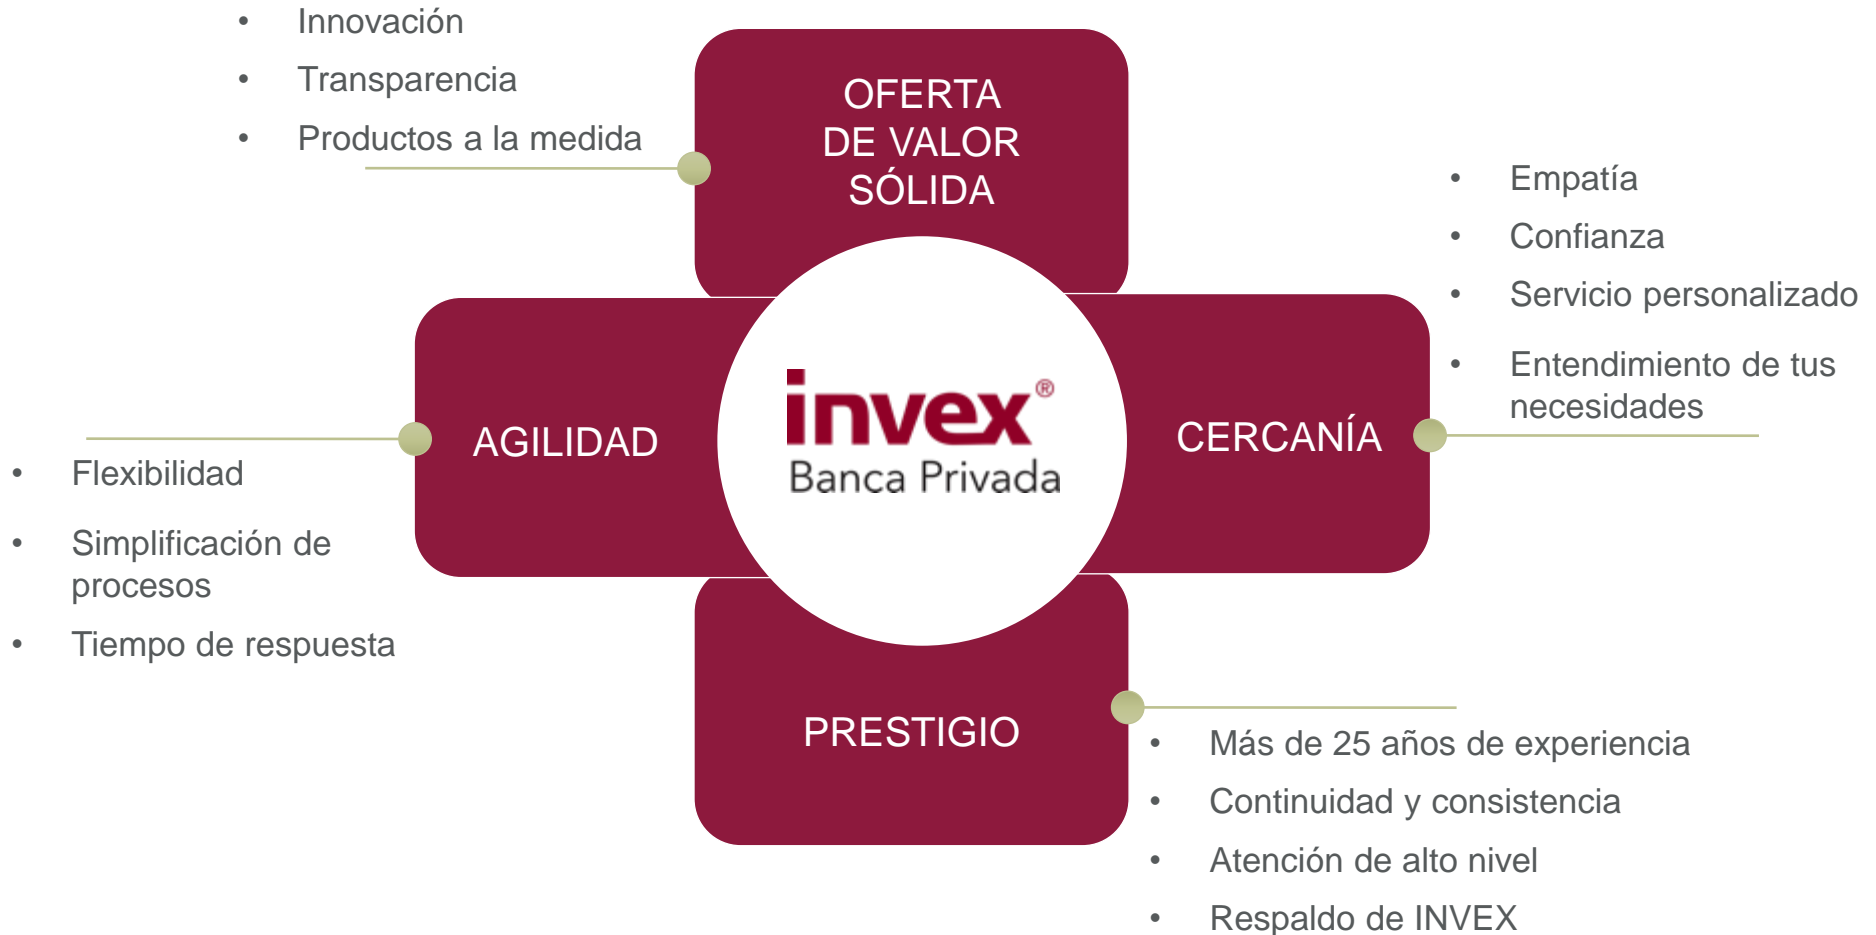 • Innovación
• Transparencia
• Productos a la medida
OFERTA
DE VALOR
SÓLIDA
• Empatía
• Confianza
• Servicio personalizado
• Entendimiento de tus
necesidades
CERCANÍA
invex®
Banca Privada
AGILIDAD
• Flexibilidad
• Simplificación de
procesos
• Tiempo de respuesta
PRESTIGIO
• Más de 25 años de experiencia
• Continuidad y consistencia
• Atención de alto nivel
• Respaldo de INVEX